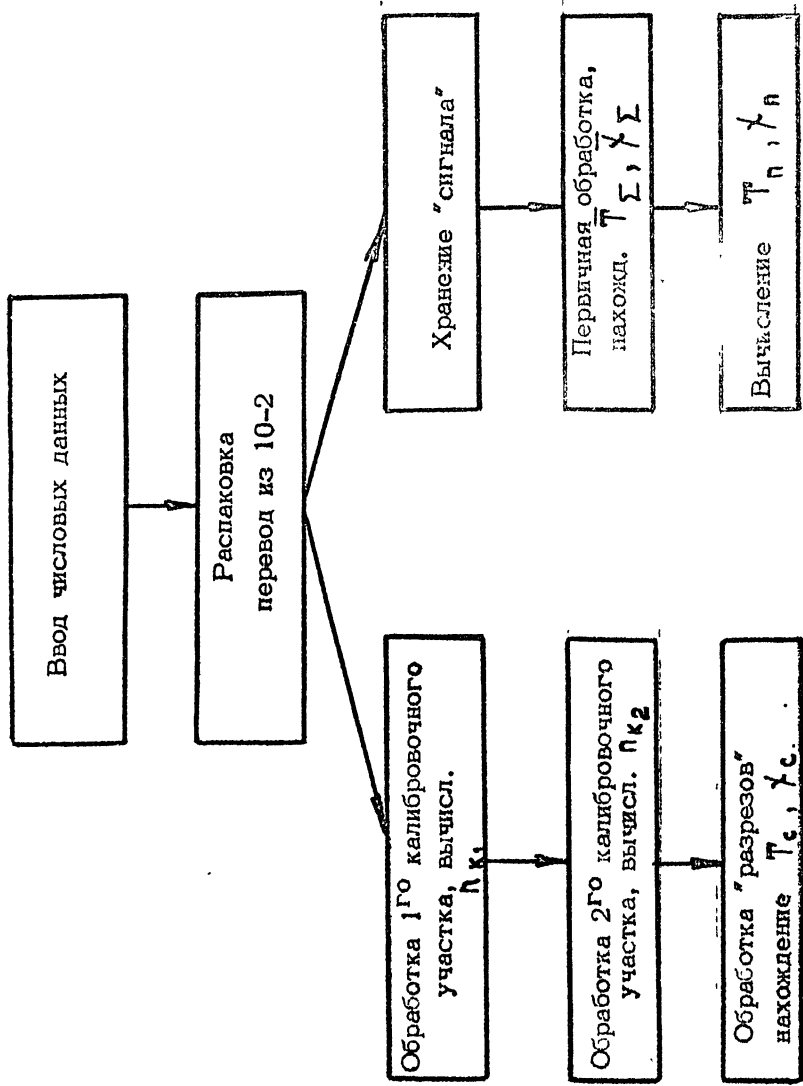 Ввод числовых данных
Распаковка
перевод из 10-2
Обработка 1го калибровочного
участка, вычисл.
nк1
Обработка 2го калибровочного
участка, вычисл. nк2
Обработка "разрезов"
нахождение Tс, γс.
Хранение "сигнала"
Первичная обработка,
нахожд. T̅Σ, γ̅Σ
Вычисление Tп, γп